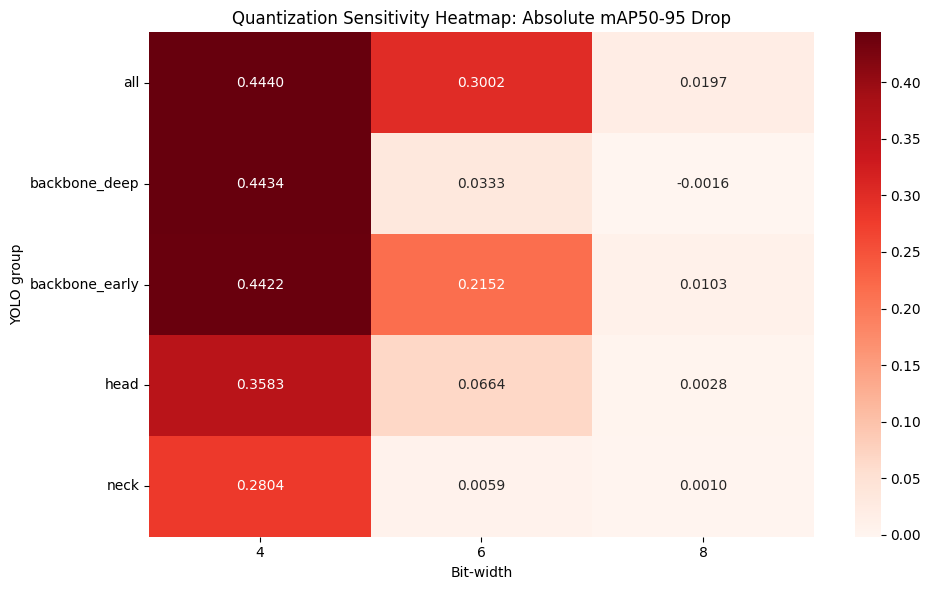 Quantization Sensitivity Heatmap: Absolute mAP50-95 Drop
YOLO group
all 0.4440 0.3002 0.0197
backbone_deep 0.4434 0.0333 -0.0016
backbone_early 0.4422 0.2152 0.0103
head 0.3583 0.0664 0.0028
neck 0.2804 0.0059 0.0010
4 6 8
Bit-width
0.40
0.35
0.30
0.25
0.20
0.15
0.10
0.05
0.00